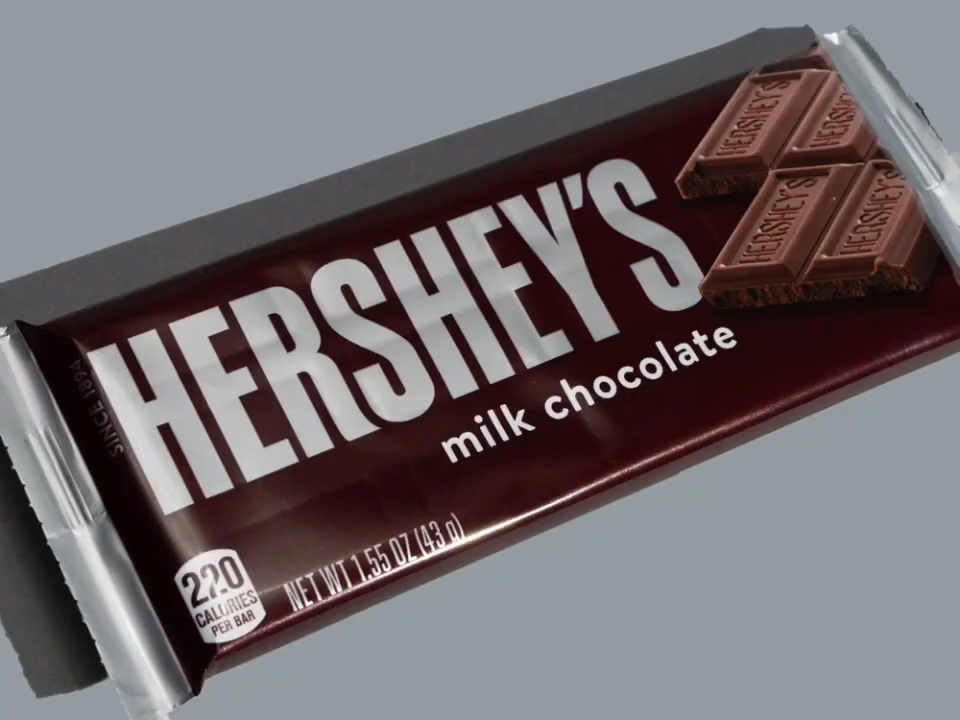 HERSHEY'S
milk chocolate
SINCE 1894
NET WT 1.55 OZ (43 g)
220
CALORIES
PER BAR
HERSHEY'S
HERSHEY'S
HERSHEY'S
HERSHEY'S